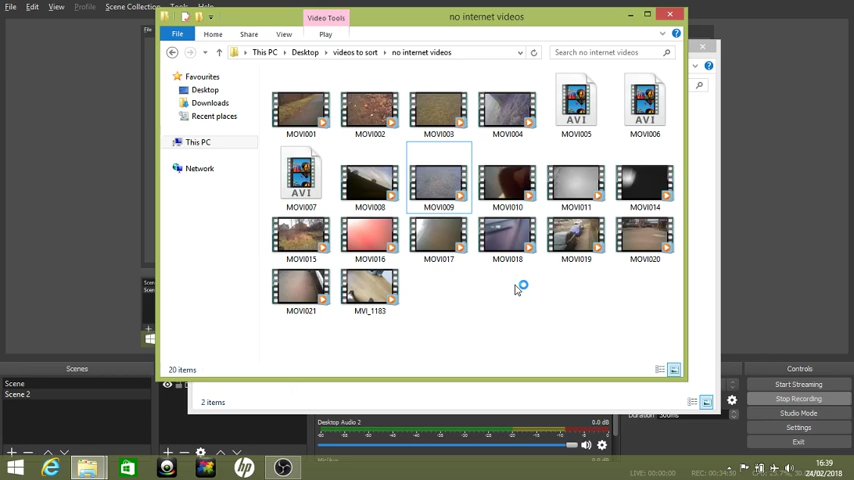 File Edit View Profile Scene Collection
Video Tools
no internet videos
File Home Share View Play
This PC Desktop videos to sort no internet videos
Search no internet videos
Favourites
Desktop
Downloads
Recent places
This PC
Network
MOVI001 MOVI002 MOVI003 MOVI004 MOVI005 MOVI006
AVI AVI
AVI
MOVI007 MOVI008 MOVI009 MOVI010 MOVI011 MOVI014
MOVI015 MOVI016 MOVI017 MOVI018 MOVI019 MOVI020
MOVI021 MVI_1183
20 items
2 items
Scenes
Scene
Scene 2
Desktop Audio 2 0.0 dB
Controls
Start Streaming
Stop Recording
Studio Mode
Settings
Exit
Duration 300ms
LIVE: 00:00:00
16:39
24/02/2018